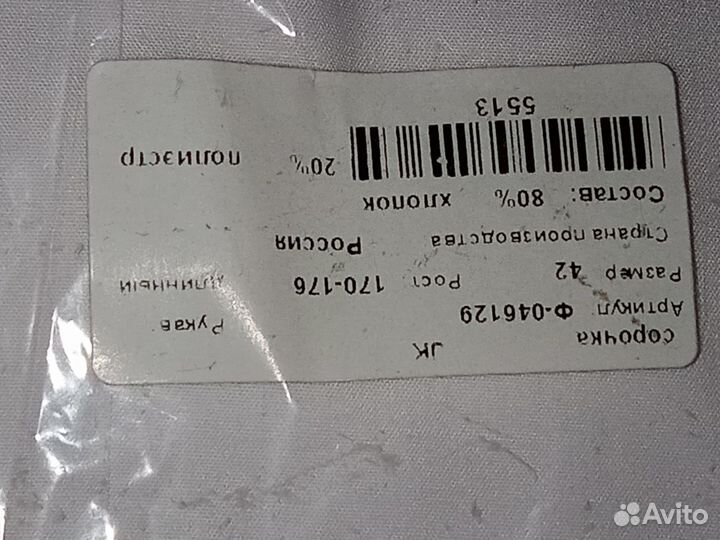 сорочка JK
Артикул Ф-046129 Рукав
Размер 42 Рост 170-176 длинный
Страна производства Россия
Состав: 80% хлопок
20% полиэстр
5513
Avito